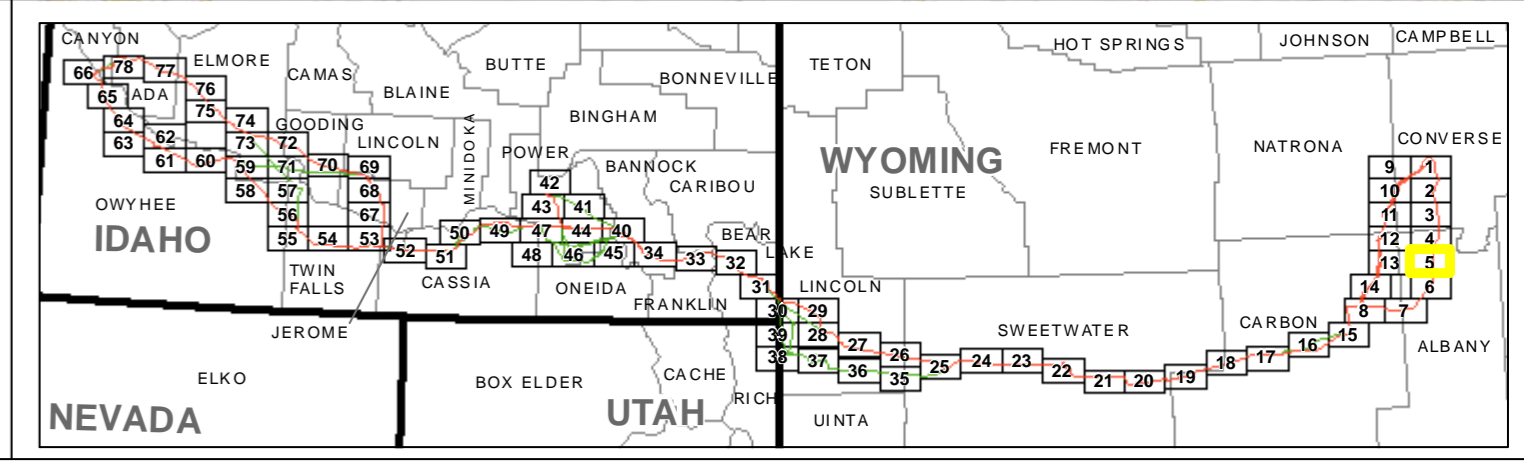 CANYON
ELMORE
CAMAS
BUTTE
BONNEVILLE
TETON
HOT SPRINGS
JOHNSON
CAMPBELL
66
78
77
76
ADA
65
75
BLAINE
BINGHAM
64
74
GOODING
62
63
73
72
LINCOLN
MINIDOKA
POWER
BANNOCK
WYOMING
FREMONT
NATRONA
CONVERSE
61
60
59
71
70
69
9
1
58
57
68
42
CARIBOU
SUBLETTE
10
2
OWYHEE
56
67
43
41
11
3
IDAHO
55
54
53
52
51
50
49
47
44
40
48
46
45
34
33
32
BEAR
LAKE
12
4
13
5
TWIN
FALLS
CASSIA
ONEIDA
31
LINCOLN
14
6
FRANKLIN
30
29
8
7
JEROME
39
28
SWEETWATER
CARBON
15
38
37
27
26
25
24
23
22
21
20
19
18
17
16
ALBANY
36
35
ELKO
BOX ELDER
CACHE
RICH
NEVADA
UTAH
UINTA